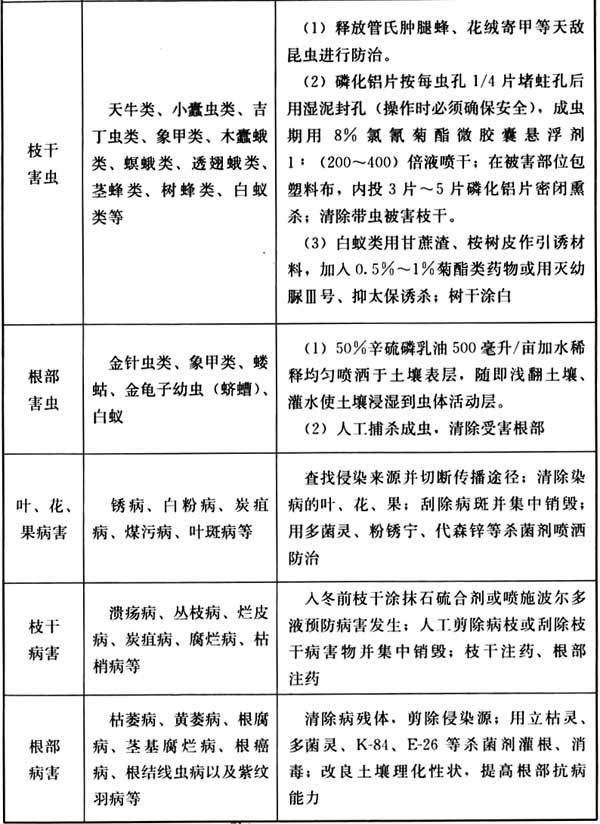 枝干
害虫
天牛类、小蠹虫类、吉
丁虫类、象甲类、木蠹蛾
类、螟蛾类、透翅蛾类、
茎蜂类、树蜂类、白蚁
类等
(1) 释放管氏肿腿蜂、花绒寄甲等天敌
昆虫进行防治。
(2) 磷化铝片按每虫孔 1/4 片堵蛀孔后
用湿泥封孔（操作时必须确保安全），成虫
期用 8% 氯氰菊酯微胶囊悬浮剂
1：(200～400) 倍液喷干；在被害部位包
塑料布，内投 3 片～5 片磷化铝片密闭熏
杀；清除带虫被害枝干。
(3) 白蚁类用甘蔗渣、桉树皮作引诱材
料，加入 0.5%～1%菊酯类药物或用灭幼
脲Ⅲ号、抑太保诱杀；树干涂白
根部
害虫
金针虫类、象甲类、蝼
蛄、金龟子幼虫（蛴螬）、
白蚁
(1) 50%辛硫磷乳油 500 毫升/亩加水稀
释均匀喷洒于土壤表层，随即浅翻土壤、
灌水使土壤浸湿到虫体活动层。
(2) 人工捕杀成虫，清除受害根部
叶、花、
果病害
锈病、白粉病、炭疽
病、煤污病、叶斑病等
查找侵染来源并切断传播途径；清除染
病的叶、花、果；刮除病斑并集中销毁；
用多菌灵、粉锈宁、代森锌等杀菌剂喷洒
防治
枝干
病害
溃疡病、丛枝病、烂皮
病、炭疽病、腐烂病、枯
梢病等
入冬前枝干涂抹石硫合剂或喷施波尔多
液预防病害发生；人工剪除病枝或刮除枝
干病害物并集中销毁；枝干注药、根部
注药
根部
病害
枯萎病、黄萎病、根腐
病、茎基腐烂病、根癌
病、根结线虫病以及紫纹
羽病等
清除病残体，剪除侵染源；用立枯灵、
多菌灵、K-84、E-26 等杀菌剂灌根、消
毒；改良土壤理化性状，提高根部抗病
能力